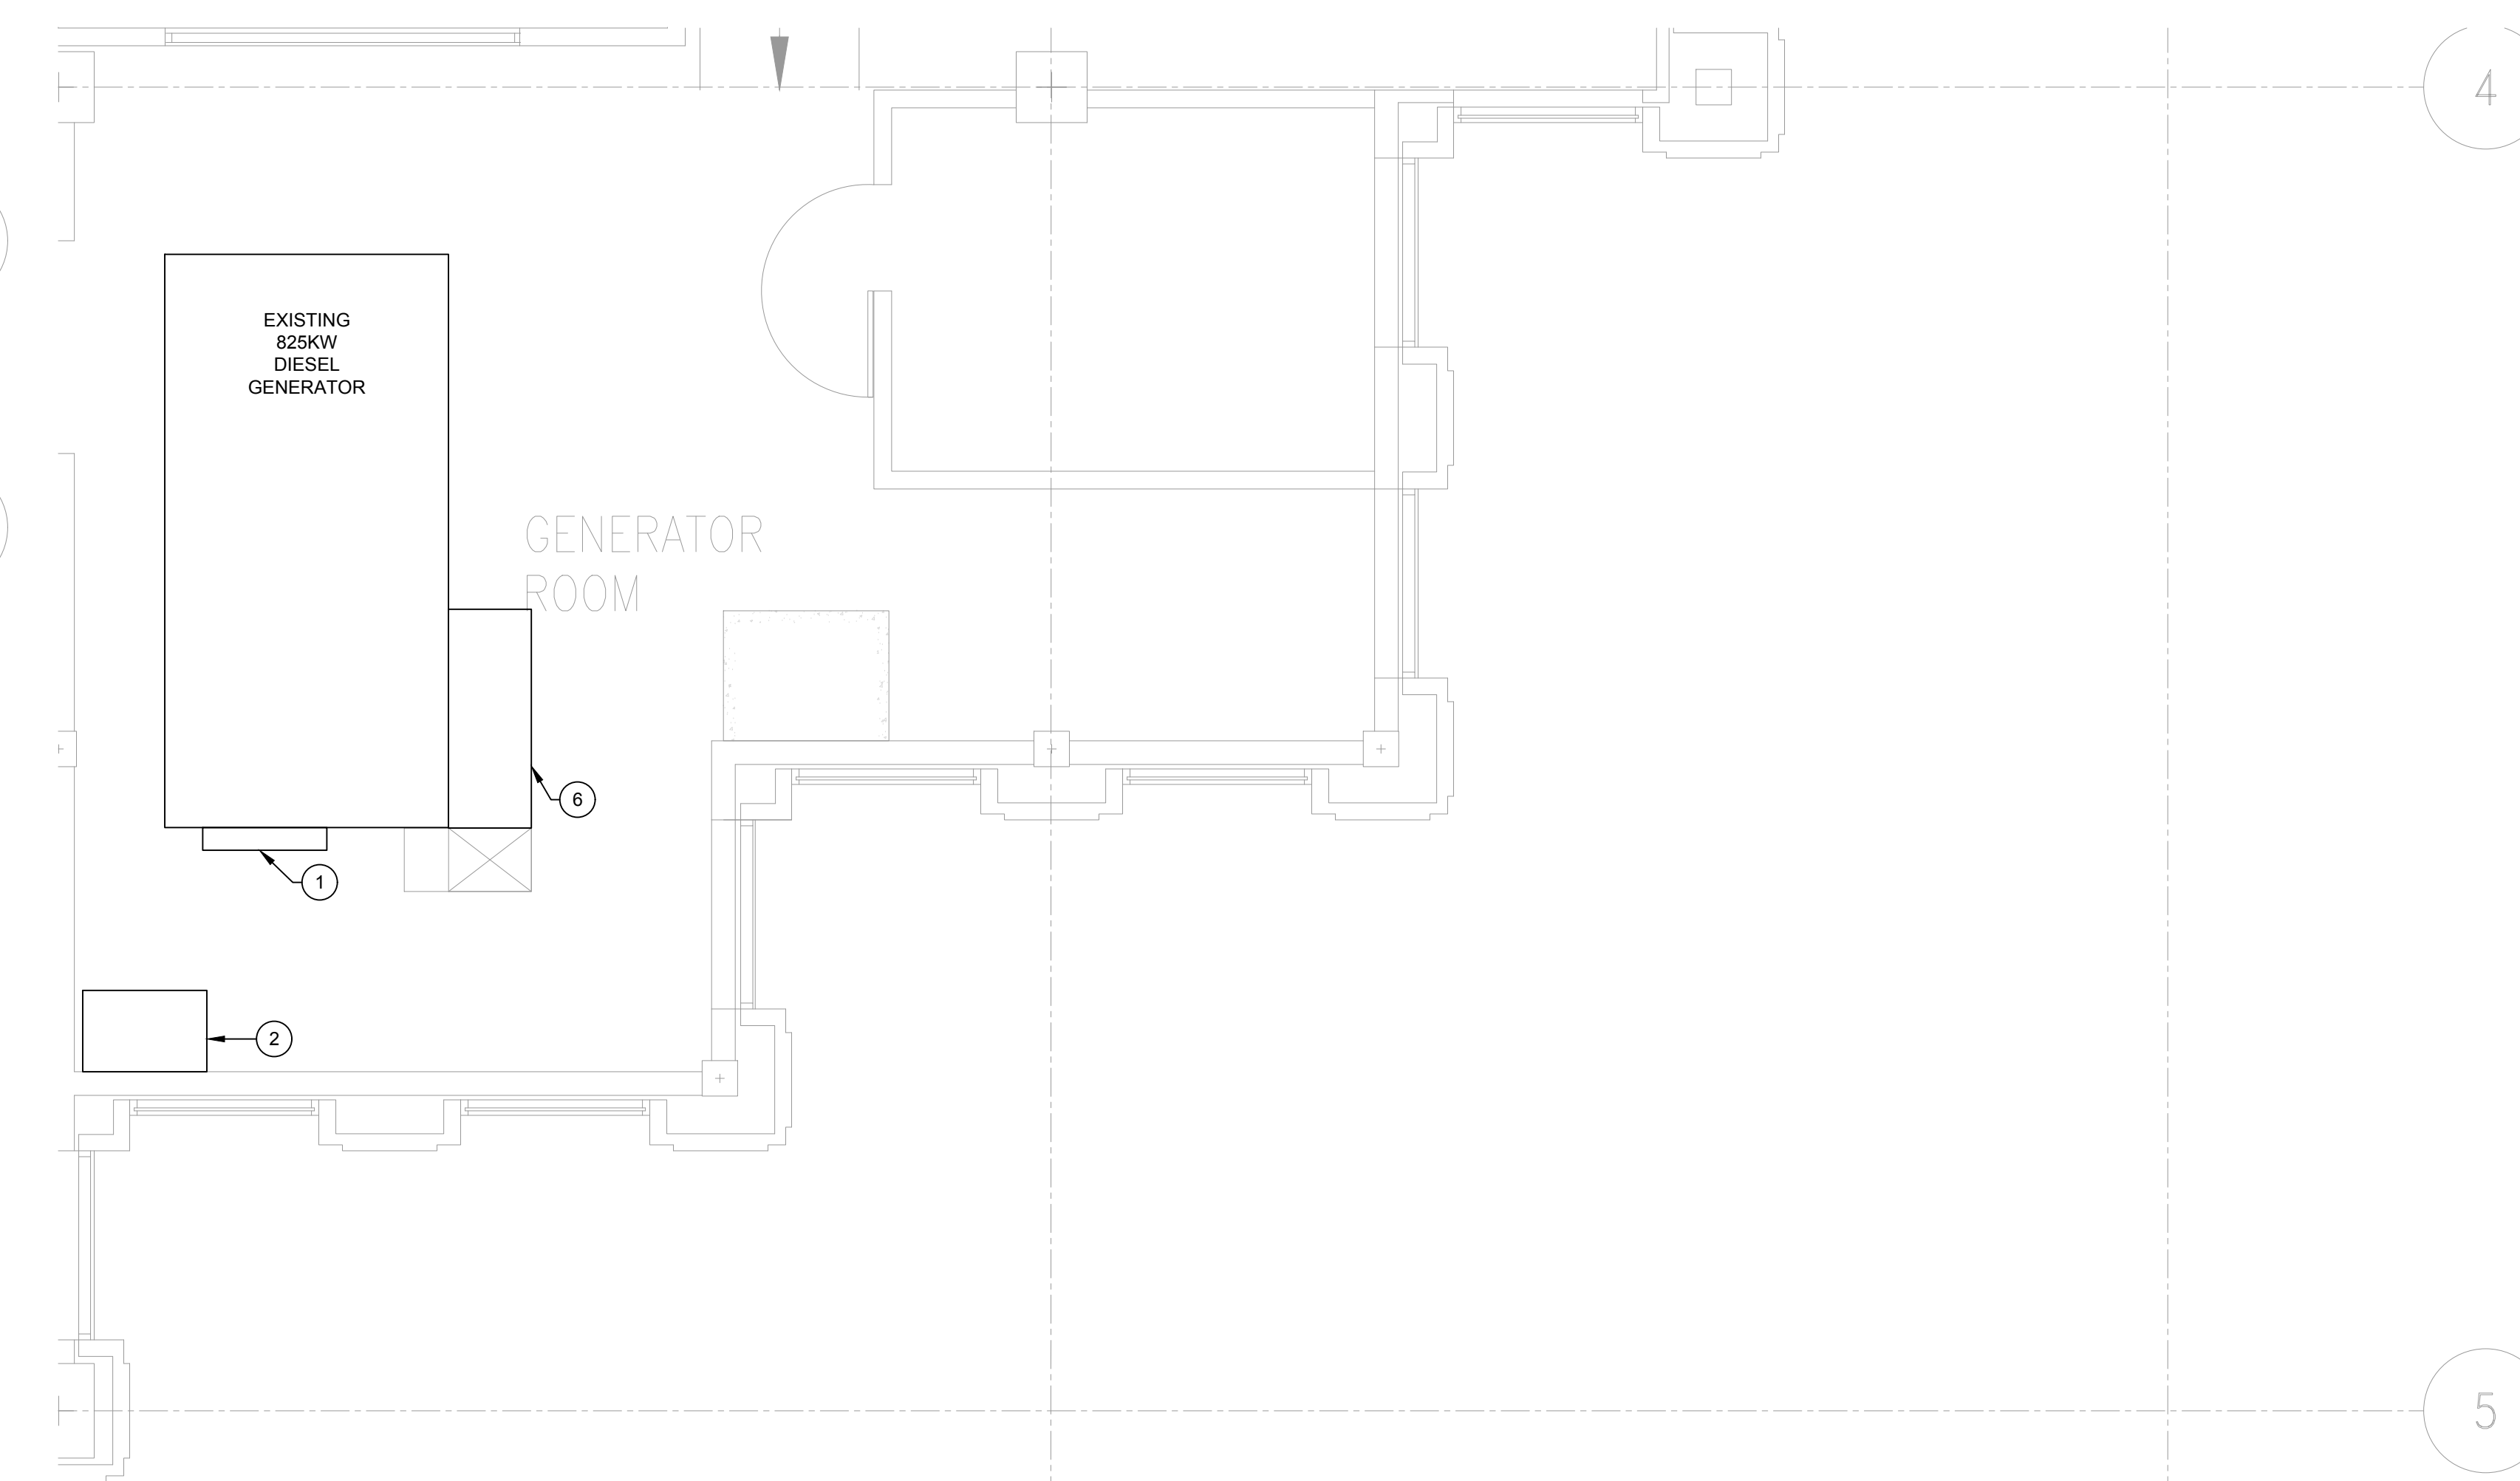 4
EXISTING
825KW
DIESEL
GENERATOR
GENERATOR
ROOM
6
1
2
5